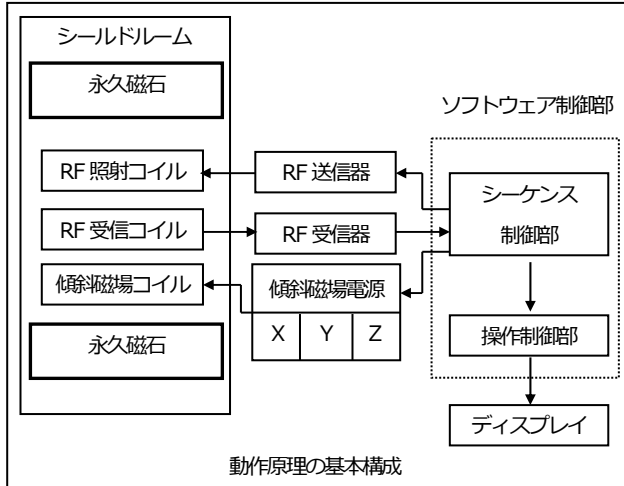 シールドルーム
永久磁石
ソフトウェア制御部
RF 照射コイル
RF 送信器
シーケンス
制御部
RF 受信コイル
RF 受信器
傾斜磁場コイル
傾斜磁場電源
X
Y
Z
永久磁石
操作制御部
ディスプレイ
動作原理の基本構成